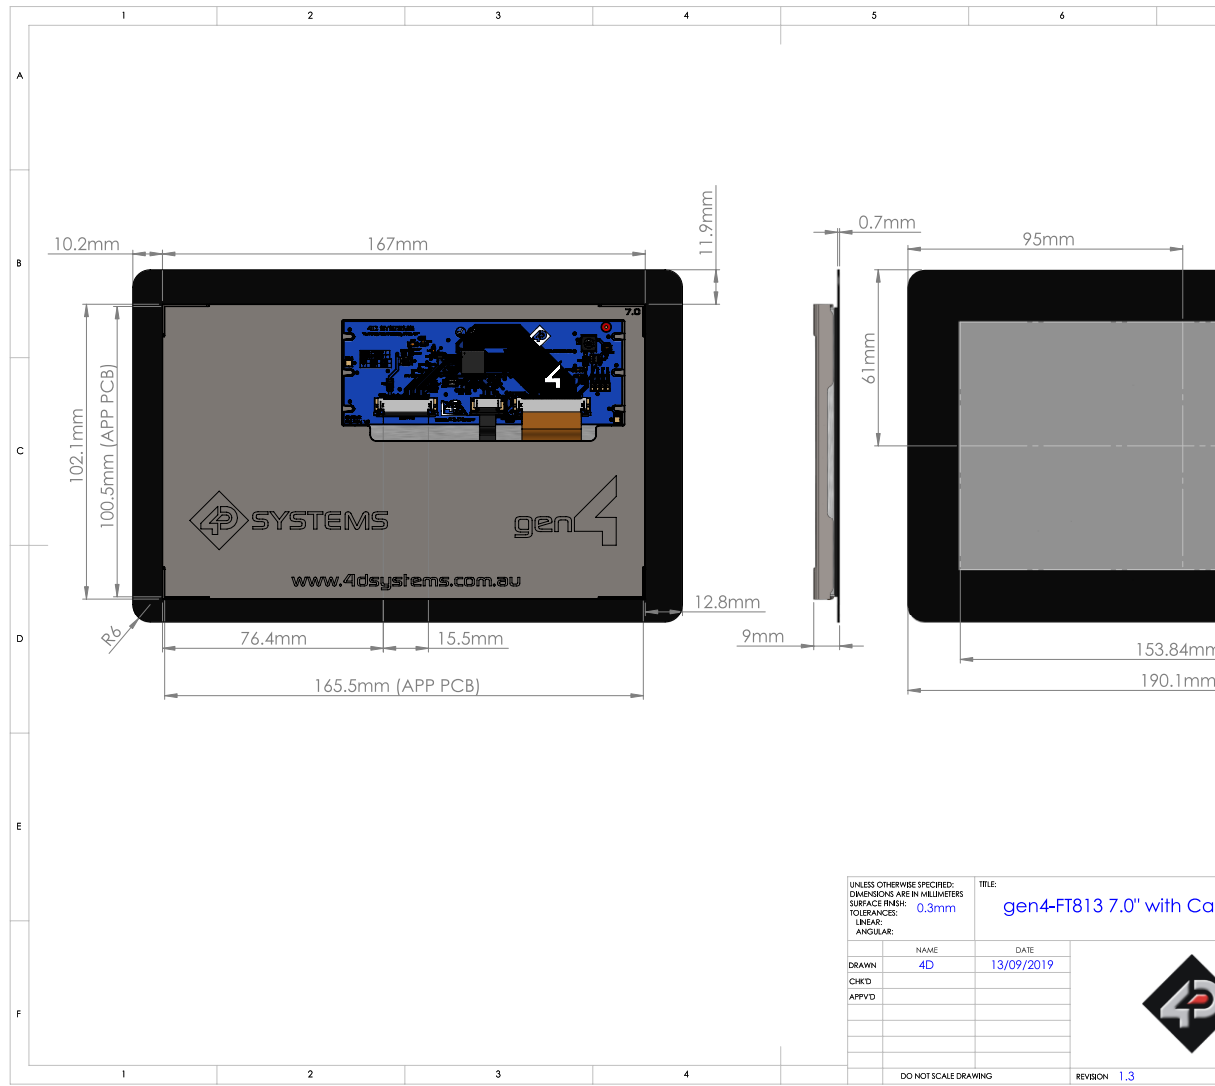 1 2 3 4 5 6
A
B
C
D
E
F
10.2mm
167mm
11.9mm
0.7mm
95mm
7.0
4D SYSTEMS
61mm
102.1mm
100.5mm (APP PCB)
4D SYSTEMS
gen4
www.4dsystems.com.au
R6
12.8mm
76.4mm
15.5mm
9mm
153.84mm
165.5mm (APP PCB)
190.1mm
UNLESS OTHERWISE SPECIFIED:
DIMENSIONS ARE IN MILLIMETERS
SURFACE FINISH: 0.3mm
TOLERANCES:
LINEAR:
ANGULAR:
TITLE:
gen4-FT813 7.0" with Ca
NAME DATE
DRAWN 4D 13/09/2019
CHK'D
APPV'D
4D
DO NOT SCALE DRAWING
REVISION 1.3
1 2 3 4